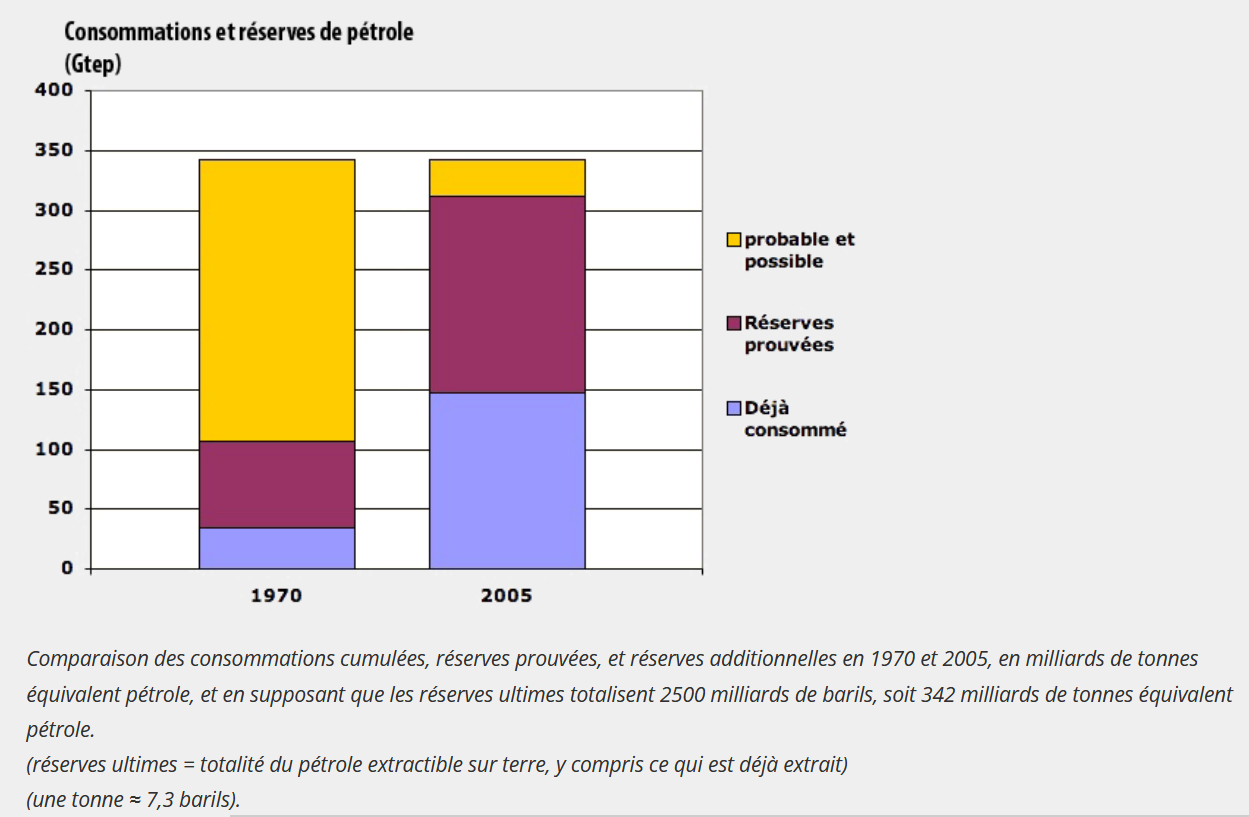 Consommations et réserves de pétrole
(Gtep)
400
350
300
250
200
150
100
50
0
1970
2005
probable et
possible
Réserves
prouvées
Déjà
consommé
Comparaison des consommations cumulées, réserves prouvées, et réserves additionnelles en 1970 et 2005, en milliards de tonnes
équivalent pétrole, et en supposant que les réserves ultimes totalisent 2500 milliards de barils, soit 342 milliards de tonnes équivalent
pétrole.
(réserves ultimes = totalité du pétrole extractible sur terre, y compris ce qui est déjà extrait)
(une tonne ≈ 7,3 barils).